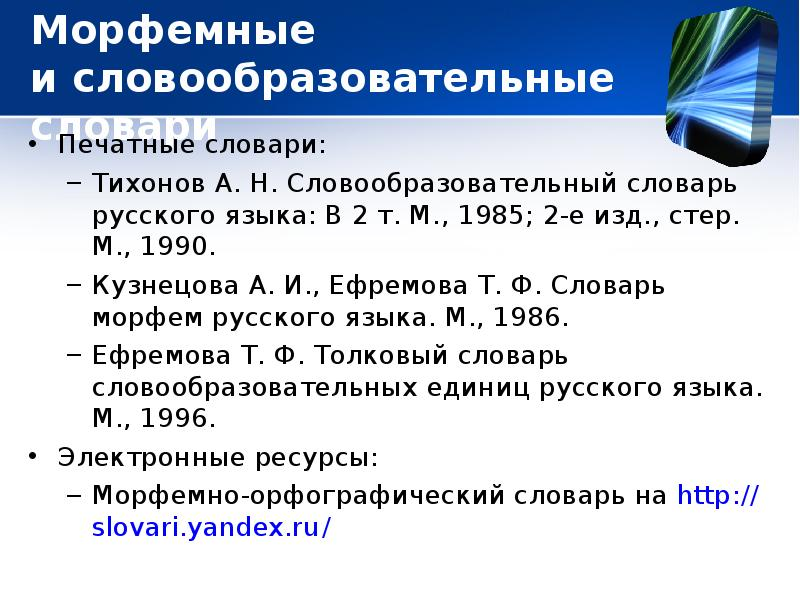 Морфемные
и словообразовательные
словари
• Печатные словари:
– Тихонов А. Н. Словообразовательный словарь
русского языка: В 2 т. М., 1985; 2-е изд., стер.
М., 1990.
– Кузнецова А. И., Ефремова Т. Ф. Словарь
морфем русского языка. М., 1986.
– Ефремова Т. Ф. Толковый словарь
словообразовательных единиц русского языка.
М., 1996.
• Электронные ресурсы:
– Морфемно-орфографический словарь на http://
slovari.yandex.ru/